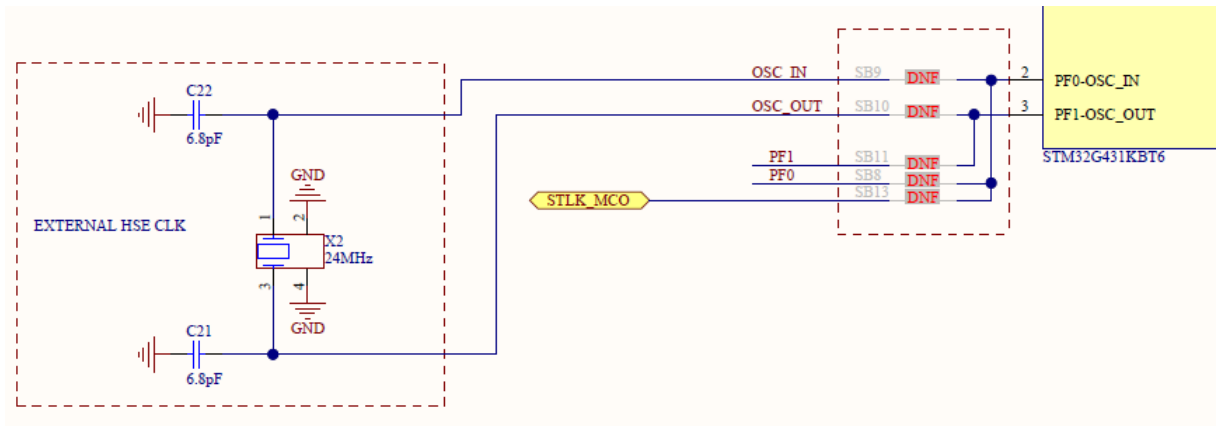 C22
6.8pF
GND
1
2
EXTERNAL HSE CLK
X2
24MHz
3
4
GND
C21
6.8pF
OSC_IN
SB9
DNF
2
PF0-OSC_IN
OSC_OUT
SB10
DNF
3
PF1-OSC_OUT
STM32G431KBT6
PF1
SB11
DNF
PF0
SB8
DNF
STLK_MCO
SB13
DNF